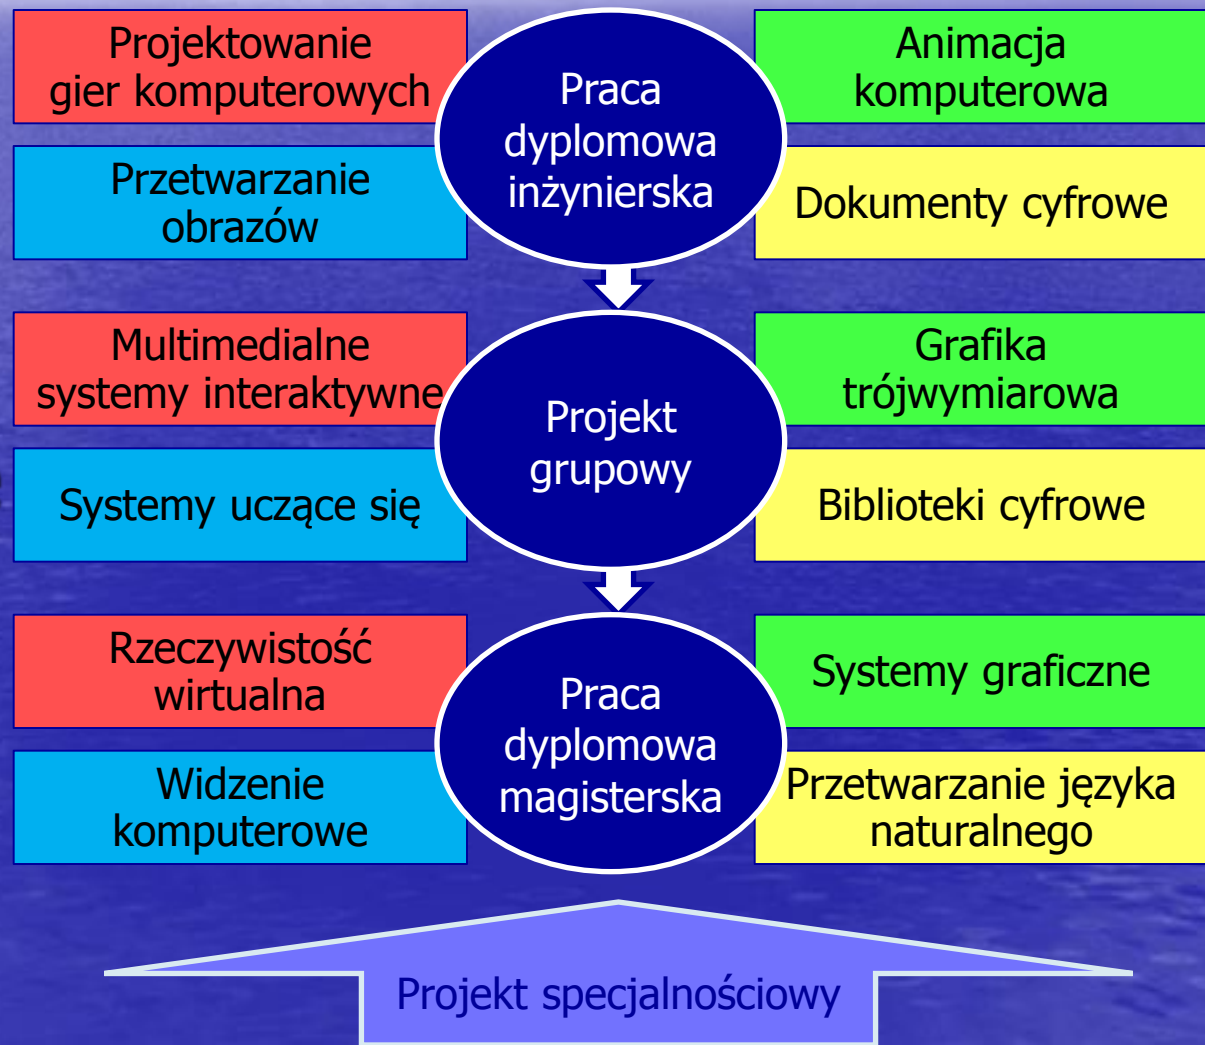 Projektowanie
gier komputerowych
Praca
dyplomowa
inżynierska
Animacja
komputerowa
Przetwarzanie
obrazów
Dokumenty cyfrowe
Multimedialne
systemy interaktywne
Projekt
grupowy
Grafika
trójwymiarowa
Systemy uczące się
Biblioteki cyfrowe
Rzeczywistość
wirtualna
Praca
dyplomowa
magisterska
Systemy graficzne
Widzenie
komputerowe
Przetwarzanie języka
naturalnego
Projekt specjalnościowy